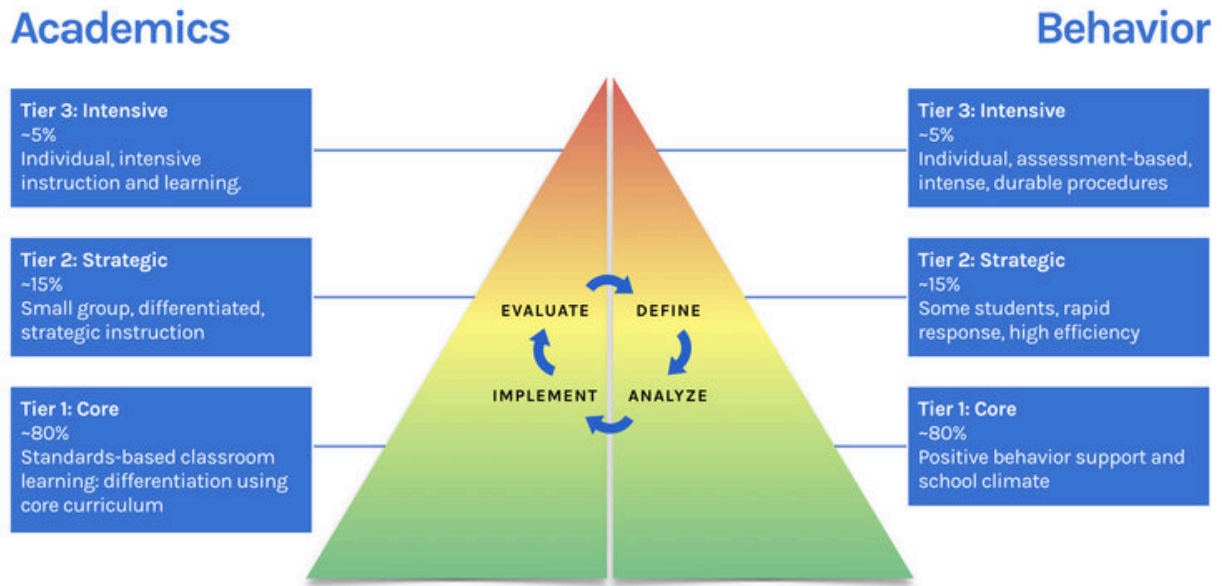 Academics
Behavior
Tier 3: Intensive
~5%
Individual, intensive
instruction and learning.
Tier 2: Strategic
~15%
Small group, differentiated,
strategic instruction
Tier 1: Core
~80%
Standards-based classroom
learning: differentiation using
core curriculum
EVALUATE
DEFINE
IMPLEMENT
ANALYZE
Tier 3: Intensive
~5%
Individual, assessment-based,
intense, durable procedures
Tier 2: Strategic
~15%
Some students, rapid
response, high efficiency
Tier 1: Core
~80%
Positive behavior support and
school climate